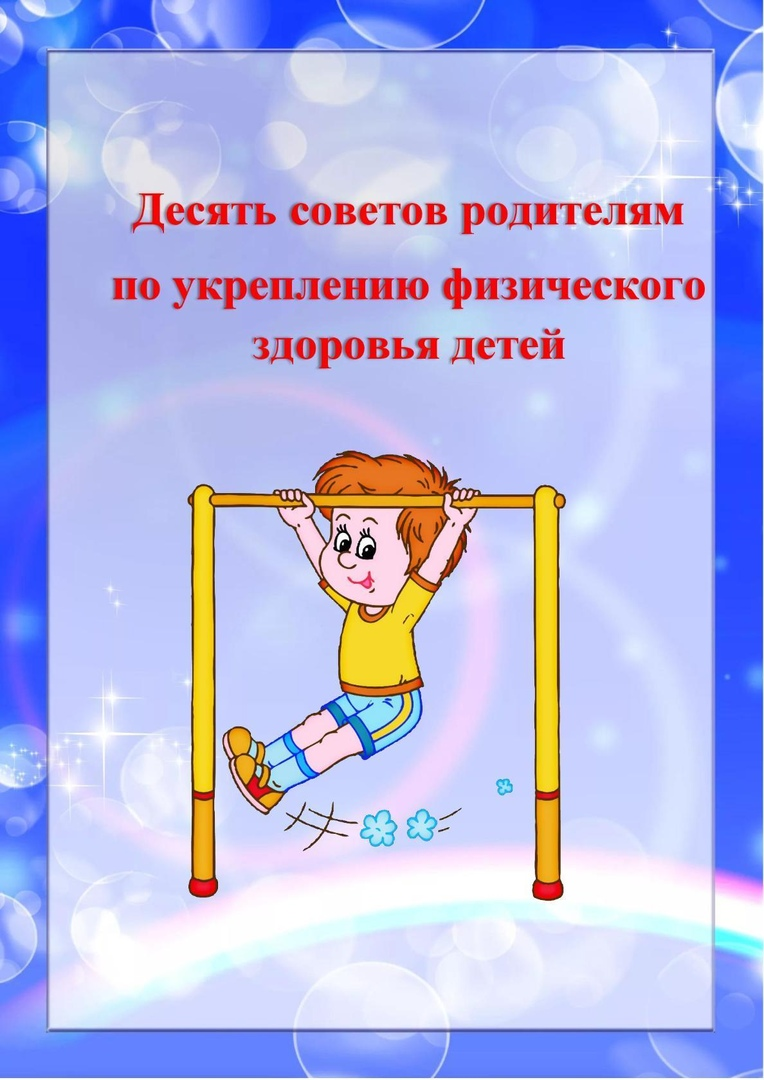 Десять советов родителям
по укреплению физического
здоровья детей